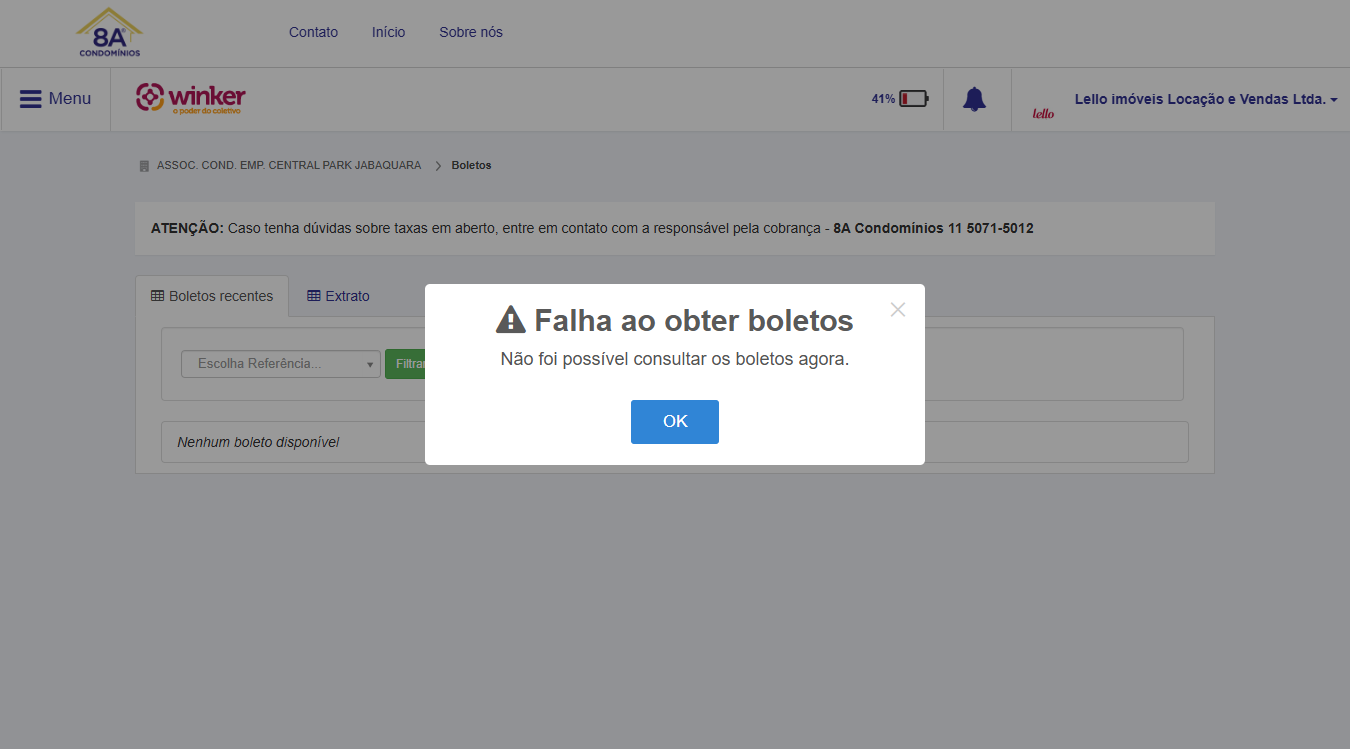 8A
CONDOMÍNIOS
Contato
Início
Sobre nós
Menu
winker
o poder do coletivo
41%
lello
Lello imóveis Locação e Vendas Ltda.
ASSOC. COND. EMP. CENTRAL PARK JABAQUARA
Boletos
ATENÇÃO: Caso tenha dúvidas sobre taxas em aberto, entre em contato com a responsável pela cobrança - 8A Condomínios 11 5071-5012
Boletos recentes
Extrato
Falha ao obter boletos
×
Não foi possível consultar os boletos agora.
Escolha Referência...
Filtrar
OK
Nenhum boleto disponível